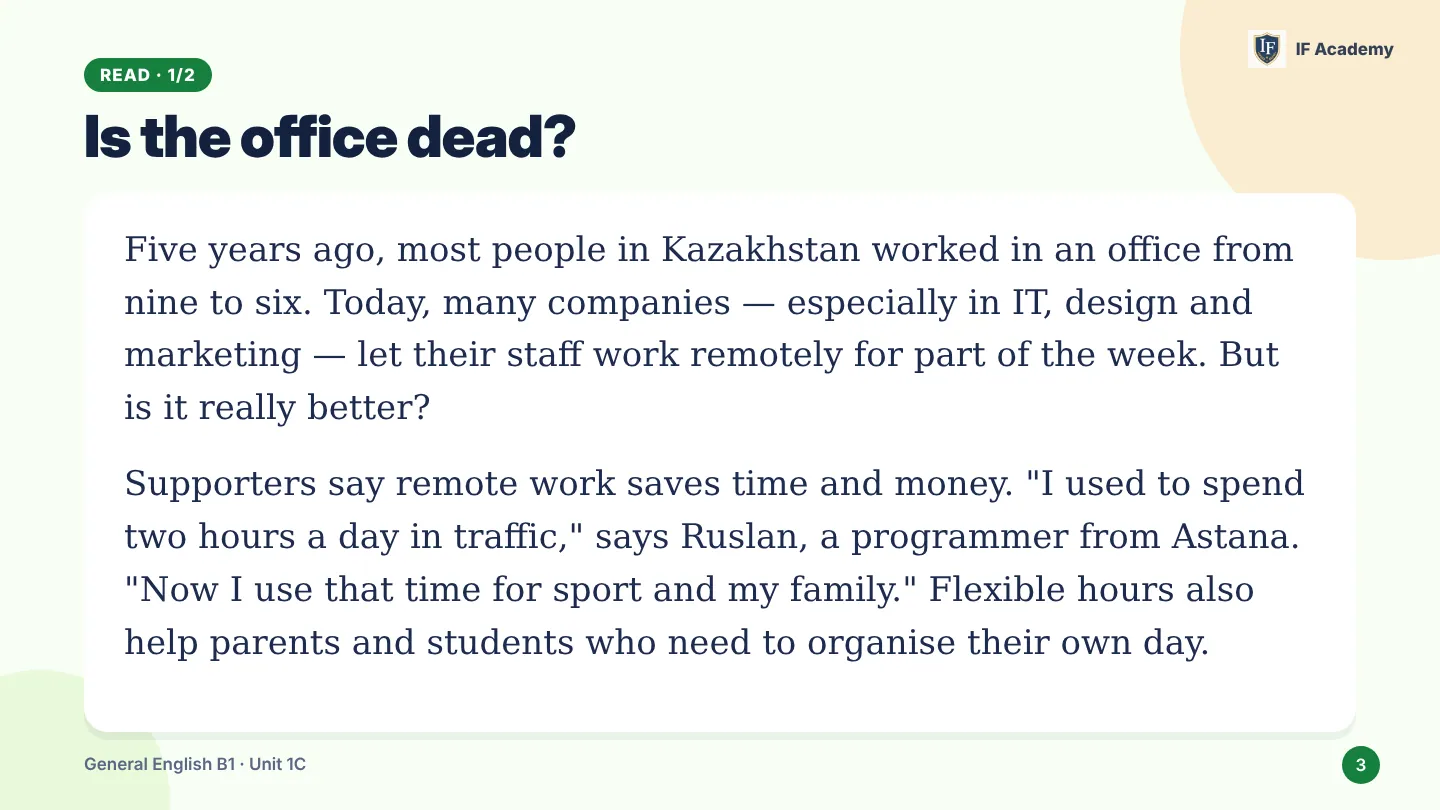 IF
IF Academy
READ · 1/2
Is the office dead?
Five years ago, most people in Kazakhstan worked in an office from
nine to six. Today, many companies — especially in IT, design and
marketing — let their staff work remotely for part of the week. But
is it really better?
Supporters say remote work saves time and money. "I used to spend
two hours a day in traffic," says Ruslan, a programmer from Astana.
"Now I use that time for sport and my family." Flexible hours also
help parents and students who need to organise their own day.
General English B1 · Unit 1C
3